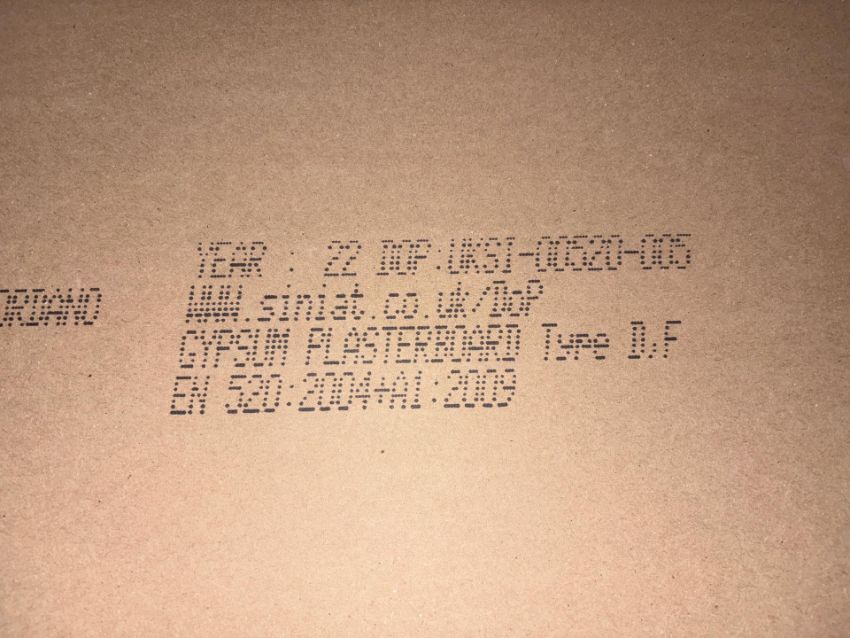 YEAR : 22 DOP:UKSI-00520-005
ORIANO
WWW.siniat.co.uk/DoP
GYPSUM PLASTERBOARD Type D,F
EN 520:2004+A1:2009